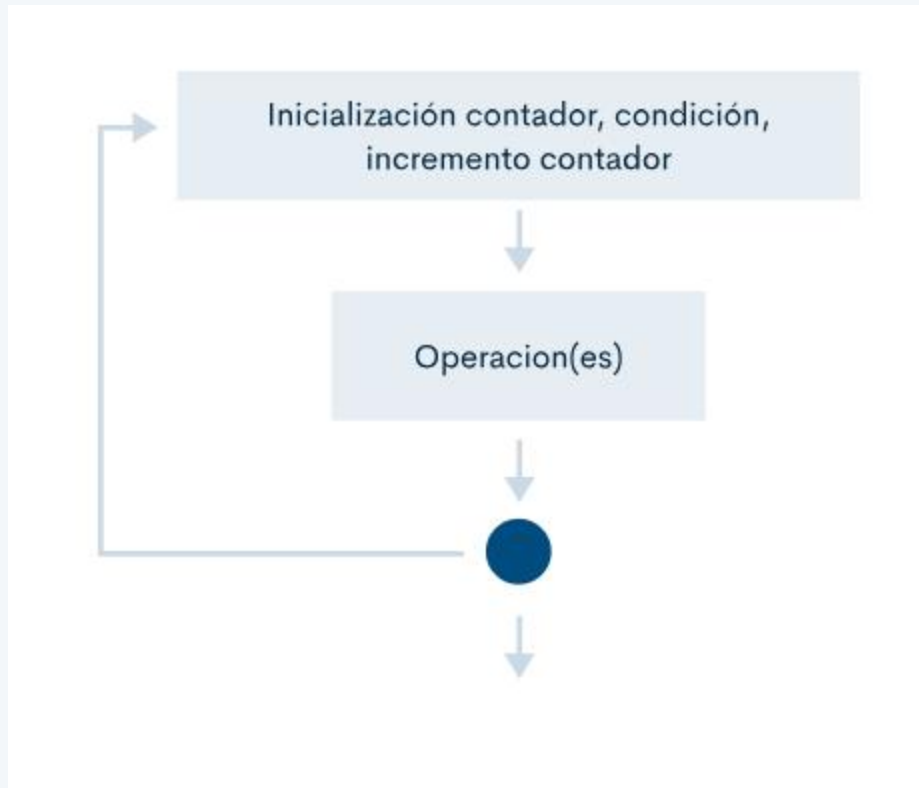 Inicialización contador, condición,
incremento contador
Operacion(es)